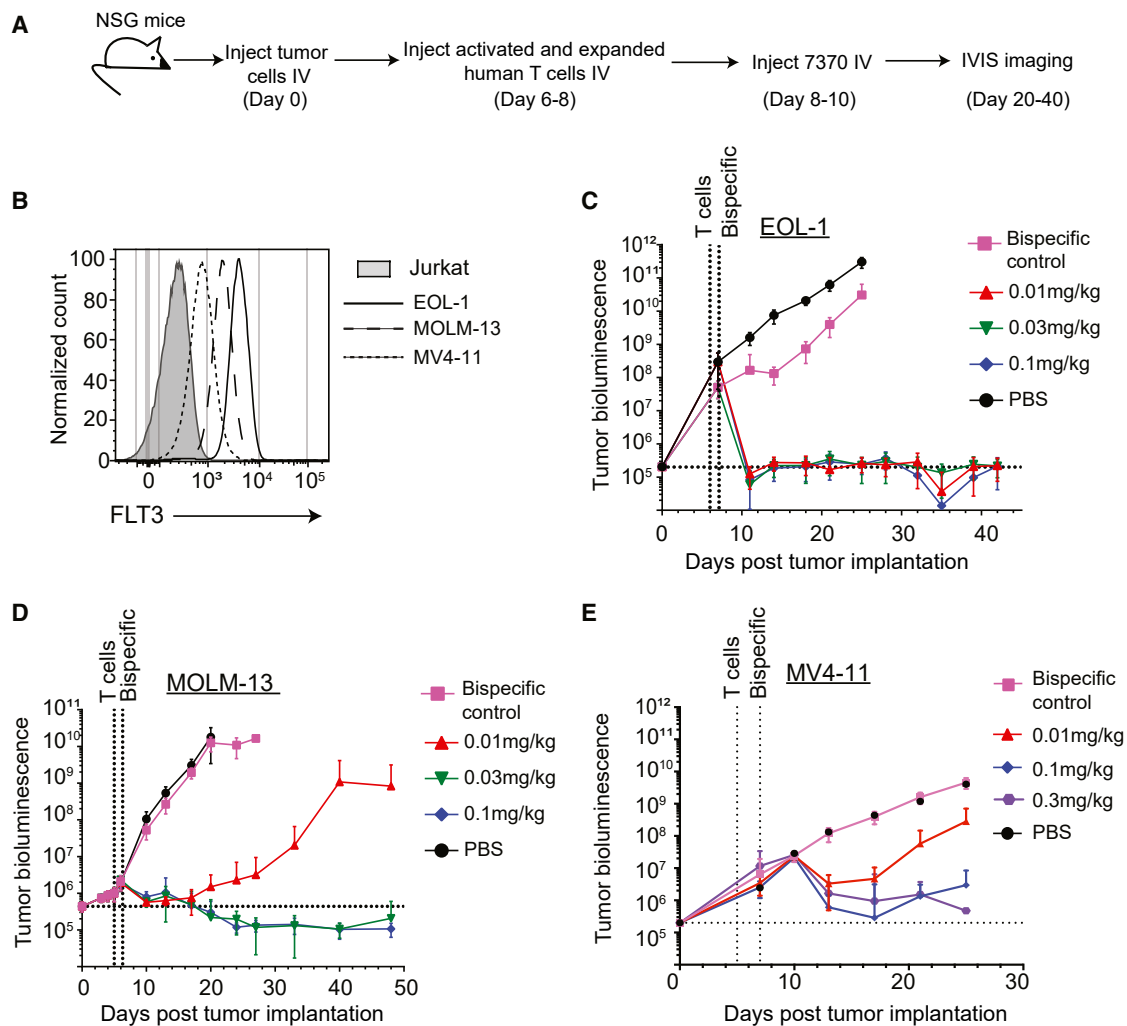 A
NSG mice
Inject tumor
cells IV
(Day 0)
Inject activated and expanded
human T cells IV
(Day 6-8)
Inject 7370 IV
(Day 8-10)
IVIS imaging
(Day 20-40)
B
Normalized count
100
80
60
40
20
0
0 10³ 10⁴ 10⁵
FLT3
Jurkat
EOL-1
MOLM-13
MV4-11
C
T cells
Bispecific
EOL-1
Tumor bioluminescence
10¹²
10¹¹
10¹⁰
10⁹
10⁸
10⁷
10⁶
10⁵
0 10 20 30 40
Days post tumor implantation
Bispecific
control
0.01mg/kg
0.03mg/kg
0.1mg/kg
PBS
D
T cells
Bispecific
MOLM-13
Tumor bioluminescence
10¹¹
10¹⁰
10⁹
10⁸
10⁷
10⁶
10⁵
0 10 20 30 40 50
Days post tumor implantation
Bispecific
control
0.01mg/kg
0.03mg/kg
0.1mg/kg
PBS
E
T cells
Bispecific
MV4-11
Tumor bioluminescence
10¹²
10¹¹
10¹⁰
10⁹
10⁸
10⁷
10⁶
10⁵
0 10 20 30
Days post tumor implantation
Bispecific
control
0.01mg/kg
0.1mg/kg
0.3mg/kg
PBS